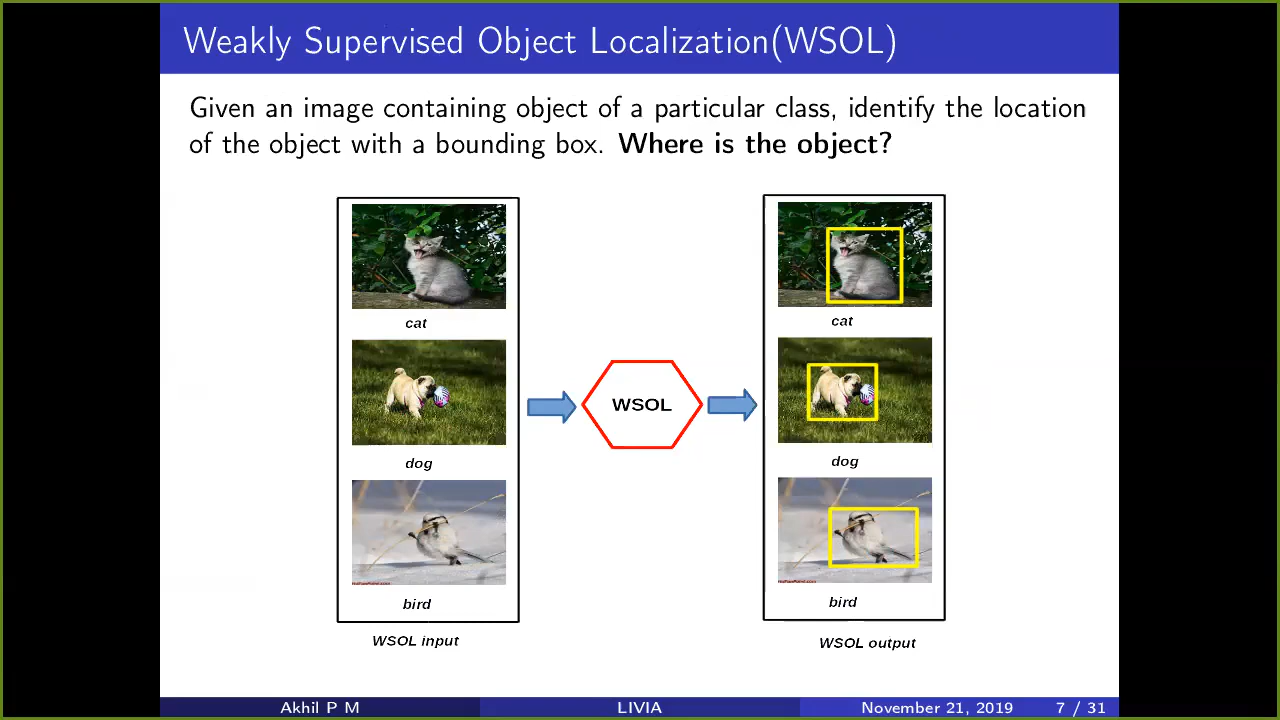 Weakly Supervised Object Localization(WSOL)
Given an image containing object of a particular class, identify the location
of the object with a bounding box. Where is the object?
cat
dog
bird
WSOL input
WSOL
cat
dog
bird
WSOL output
Akhil P M
LIVIA
November 21, 2019
7 / 31